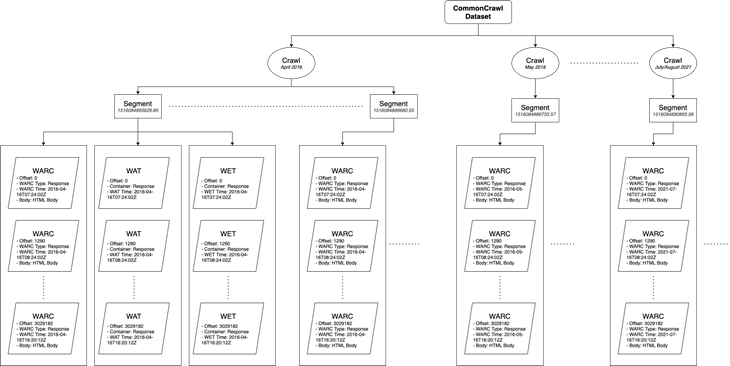 CommonCrawl
Dataset
Crawl
April 2016
Crawl
May 2016
Crawl
July/August 2021
Segment
1516084893629.85
Segment
1516084889660.55
Segment
1516084889733.57
Segment
1516084890893.58
WARC
- Offset: 0
- WARC Type: Response
- WARC Time: 2016-04-
16T07:24:02Z
- Body: HTML Body
WARC
- Offset: 1290
- WARC Type: Response
- WARC Time: 2016-04-
16T08:24:02Z
- Body: HTML Body
WARC
- Offset: 3029182
- WARC Type: Response
- WARC Time: 2016-04-
16T16:20:12Z
- Body: HTML Body
WAT
- Offset: 0
- Container: Response
- WAT Time: 2016-04-
16T07:24:02Z
WAT
- Offset: 1290
- Container: Response
- WAT Time: 2016-04-
16T08:24:02Z
WAT
- Offset: 3029182
- Container: Response
- WAT Time: 2016-04-
16T16:20:12Z
WET
- Offset: 0
- Container: Response
- WET Time: 2016-04-
16T07:24:02Z
WET
- Offset: 1290
- Container: Response
- WET Time: 2016-04-
16T08:24:02Z
WET
- Offset: 3029182
- Container: Response
- WET Time: 2016-04-
16T16:20:12Z
WARC
- Offset: 0
- WARC Type: Response
- WARC Time: 2016-04-
16T07:24:02Z
- Body: HTML Body
WARC
- Offset: 1290
- WARC Type: Response
- WARC Time: 2016-04-
16T08:24:02Z
- Body: HTML Body
WARC
- Offset: 3029182
- WARC Type: Response
- WARC Time: 2016-04-
16T16:20:12Z
- Body: HTML Body
WARC
- Offset: 0
- WARC Type: Response
- WARC Time: 2016-05-
16T07:24:02Z
- Body: HTML Body
WARC
- Offset: 1290
- WARC Type: Response
- WARC Time: 2016-05-
16T08:24:02Z
- Body: HTML Body
WARC
- Offset: 3029182
- WARC Type: Response
- WARC Time: 2016-05-
16T16:20:12Z
- Body: HTML Body
WARC
- Offset: 0
- WARC Type: Response
- WARC Time: 2021-07-
16T07:24:02Z
- Body: HTML Body
WARC
- Offset: 1290
- WARC Type: Response
- WARC Time: 2021-07-
16T08:24:02Z
- Body: HTML Body
WARC
- Offset: 3029182
- WARC Type: Response
- WARC Time: 2021-07-
16T16:20:12Z
- Body: HTML Body